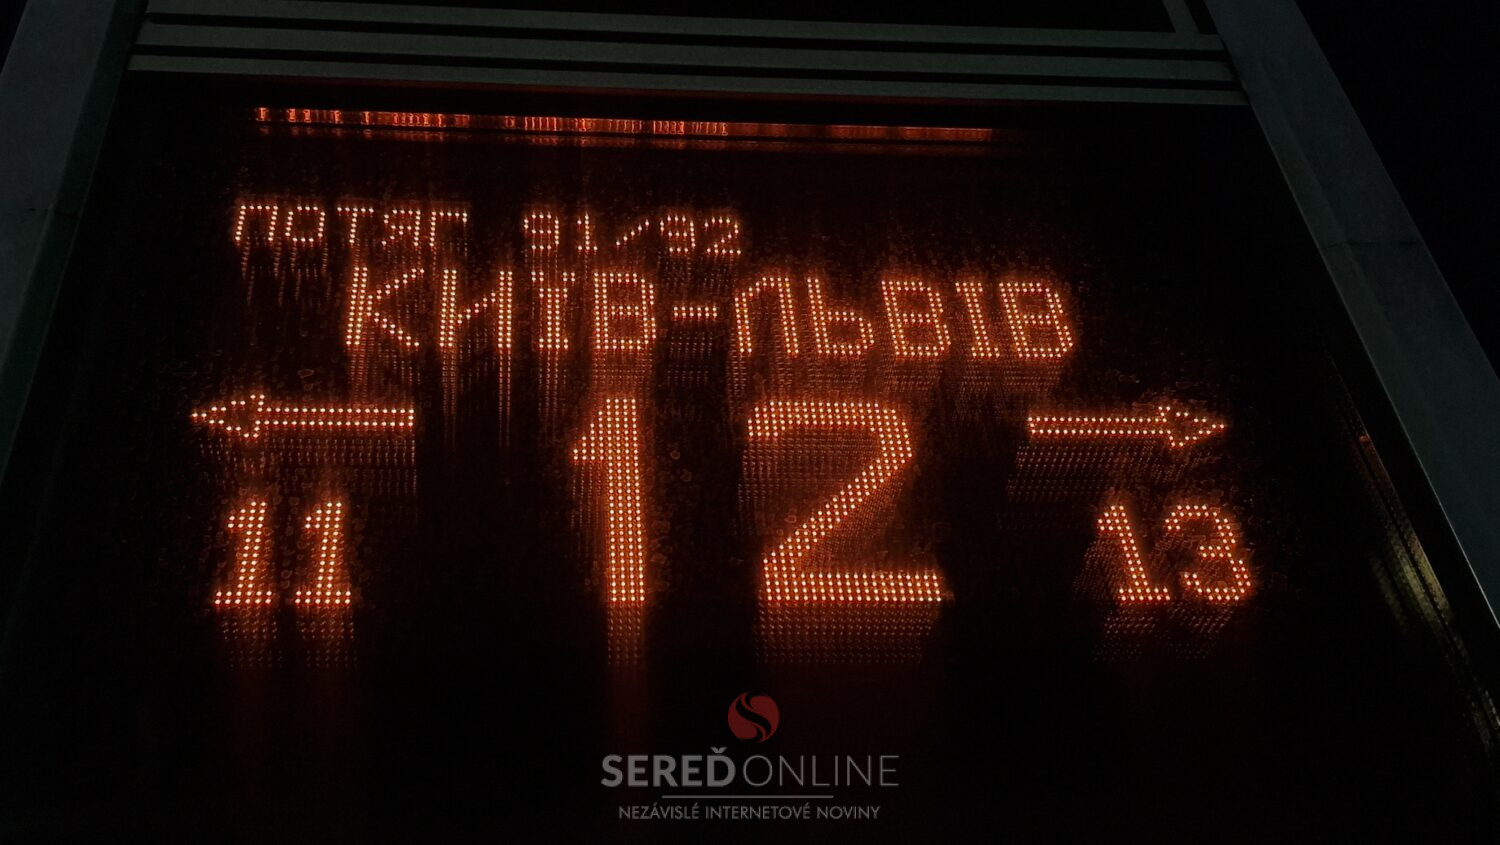 ПОТЯГ 91/92
КИЇВ-ЛЬВІВ
← 12 →
11 13
SEREĎONLINE
NEZÁVISLÉ INTERNETOVÉ NOVINY